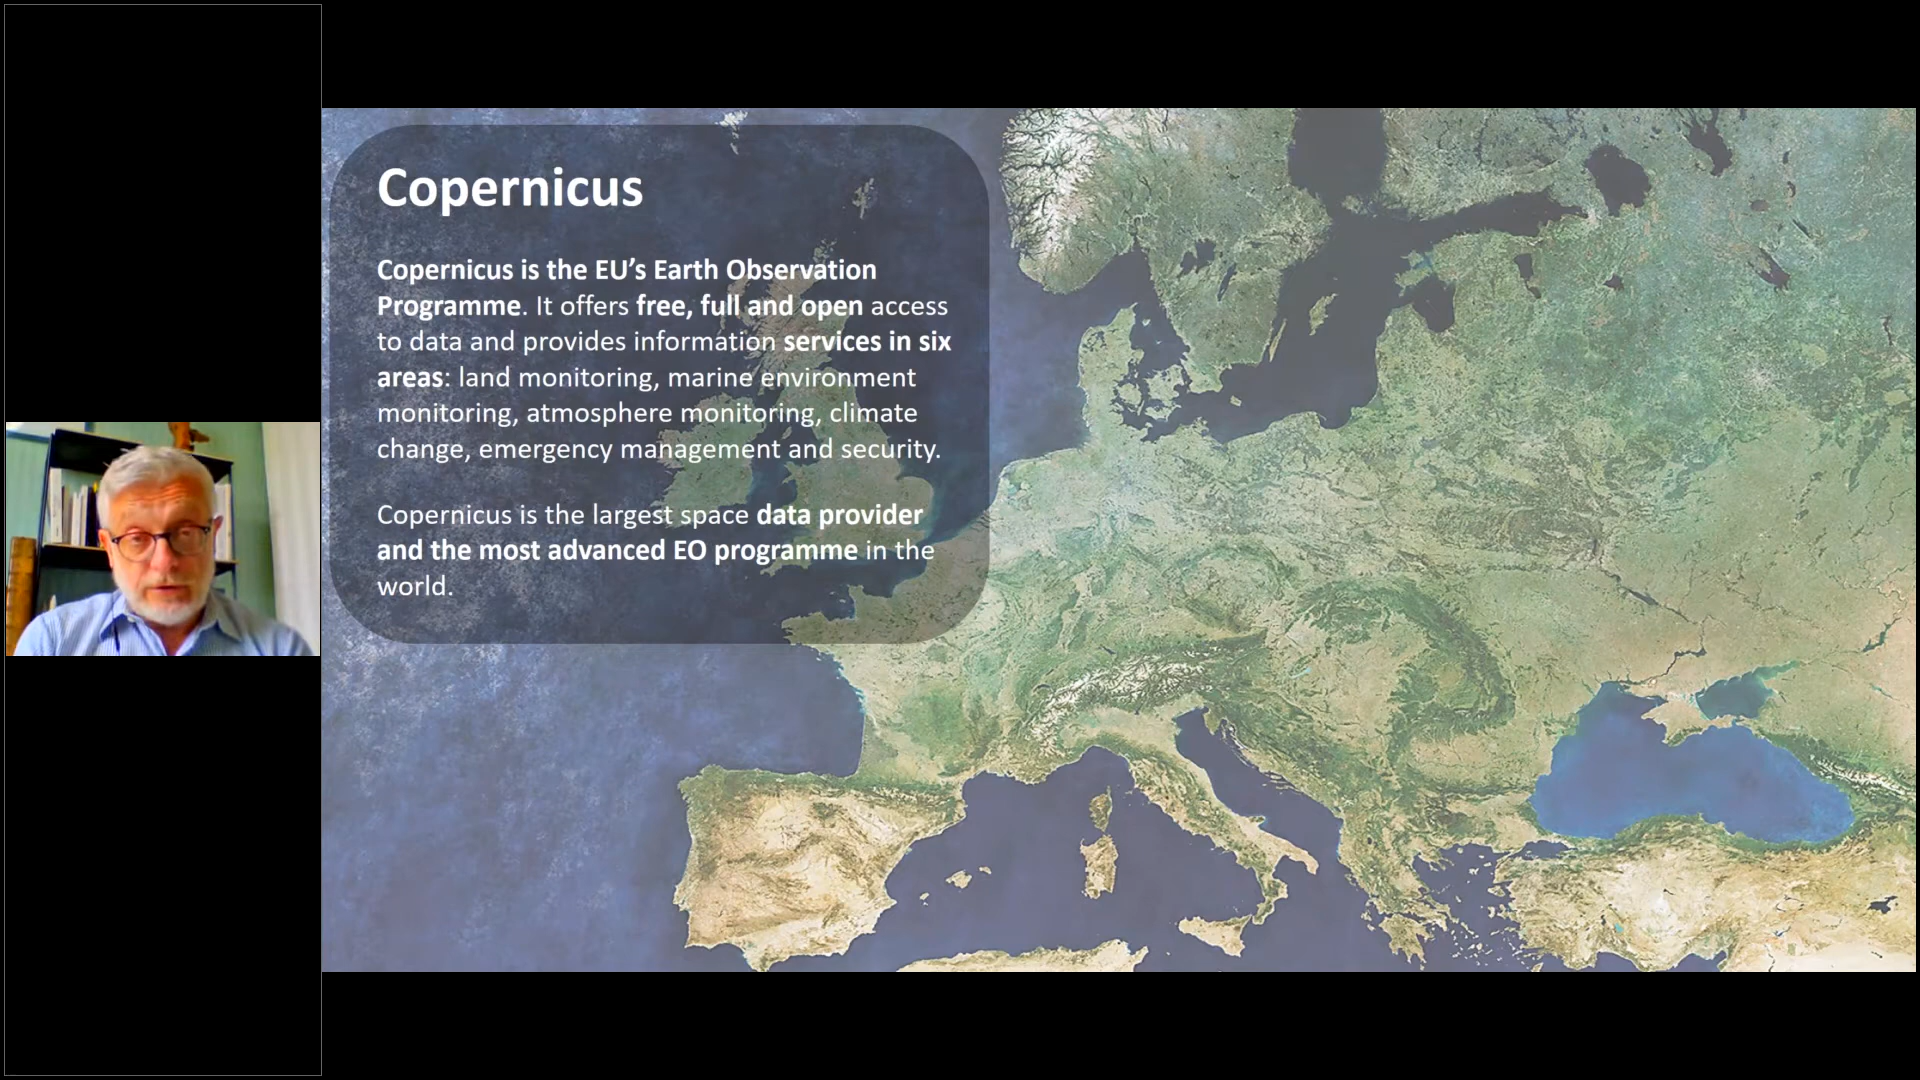 Copernicus
Copernicus is the EU’s Earth Observation
Programme. It offers free, full and open access
to data and provides information services in six
areas: land monitoring, marine environment
monitoring, atmosphere monitoring, climate
change, emergency management and security.
Copernicus is the largest space data provider
and the most advanced EO programme in the
world.